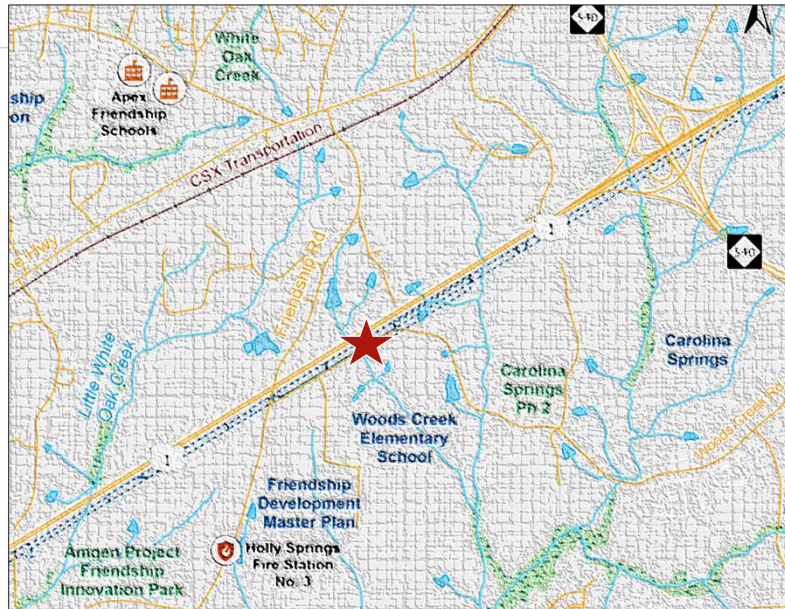 540
White
Oak
Creek
Apex
Friendship
Schools
ship
on
CSX Transportation
1
e Hwy
Friendship Rd
540
Little White
Oak Creek
Carolina
Springs
Carolina
Springs
Ph 2
Woods Creek Rd
Woods Creek
Elementary
School
1
Friendship
Development
Master Plan
Amgen Project
Friendship
Innovation Park
Holly Springs
Fire Station
No. 3